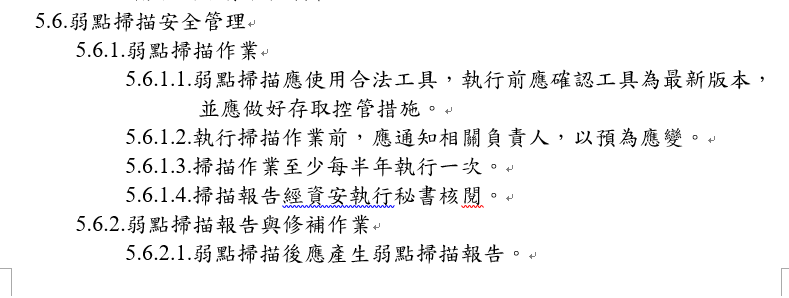 5.6.弱點掃描安全管理
5.6.1.弱點掃描作業
5.6.1.1.弱點掃描應使用合法工具，執行前應確認工具為最新版本，
並應做好存取控管措施。
5.6.1.2.執行掃描作業前，應通知相關負責人，以預為應變。
5.6.1.3.掃描作業至少每半年執行一次。
5.6.1.4.掃描報告經資安執行秘書核閱。
5.6.2.弱點掃描報告與修補作業
5.6.2.1.弱點掃描後應產生弱點掃描報告。